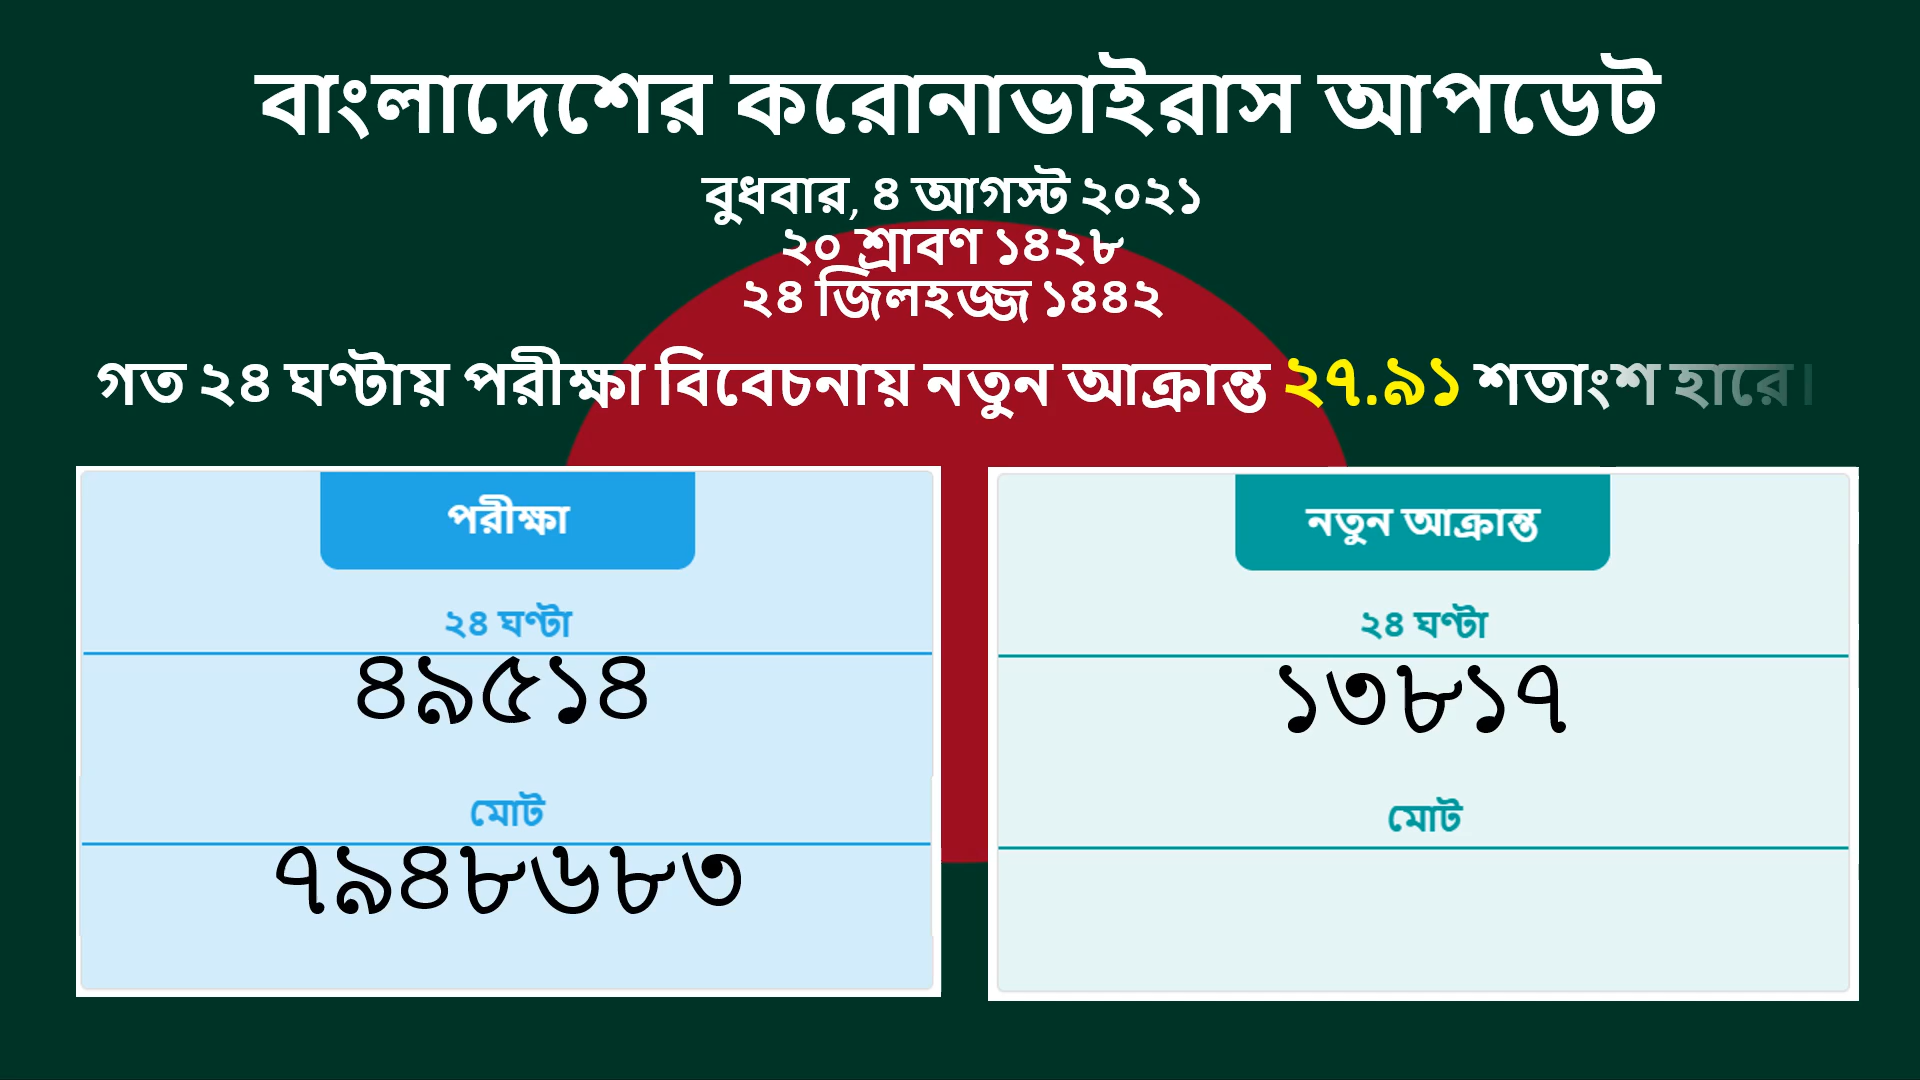 বাংলাদেশের করোনাভাইরাস আপডেট
বুধবার, ৪ আগস্ট ২০২১
২০ শ্রাবণ ১৪২৮
২৪ জিলহজ্জ ১৪৪২
গত ২৪ ঘণ্টায় পরীক্ষা বিবেচনায় নতুন আক্রান্ত ২৭.৯১ শতাংশ হারে।
পরীক্ষা
২৪ ঘণ্টা
৪৯৫১৪
মোট
৭৯৪৮৬৮৩
নতুন আক্রান্ত
২৪ ঘণ্টা
১৩৮১৭
মোট